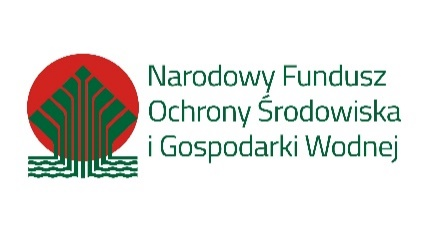 Narodowy Fundusz
Ochrony Środowiska
i Gospodarki Wodnej